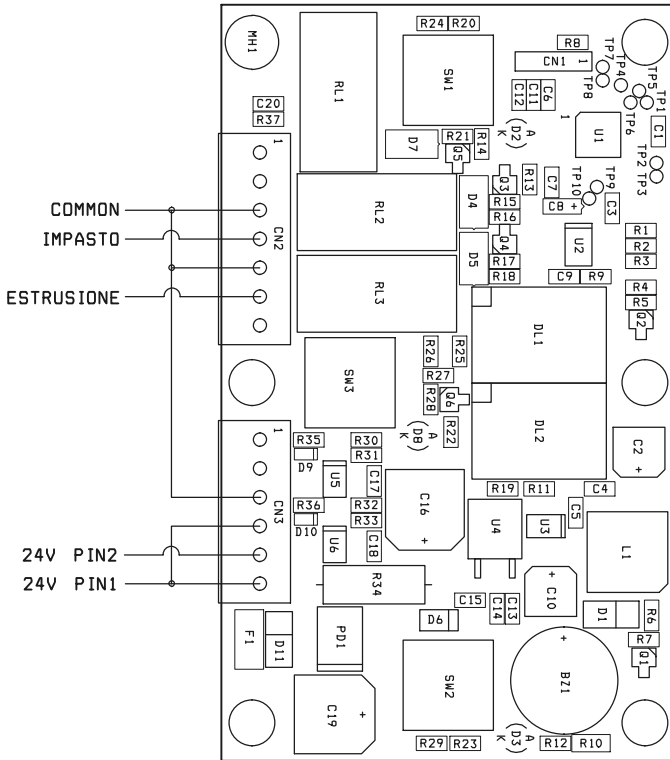 R24 R20
R8
MH1
RL1
SW1
CN1 1
TP7
TP4
TP8
TP5
TP1
TP6
C20
R37
C12
C11
C6
D7
R21
R14
Q5
A
D2
K
1
U1
C1
TP2
TP3
1
COMMON
IMPASTO
ESTRUSIONE
CN2
RL2
RL3
D4
D5
Q3
R13
R15
R16
Q4
R17
R18
C7
TP9
TP10
C8 +
C3
U2
C9 R9
R1
R2
R3
R4
R5
Q2
SW3
R26
R25
R27
R28
Q6
DL1
DL2
A
D8
K
R22
C2
+
1
CN3
R35
D9
R30
R31
U5
C17
R36
D10
R32
R33
U6
C18
C16
+
R19 R11
C4
C5
U4
U3
L1
24V PIN2
24V PIN1
R34
C15
C14
C13
+
C10
D1
R6
R7
Q1
F1
D11
PD1
D6
+
BZ1
SW2
C19
+
R29 R23
A
D3
K
R12 R10